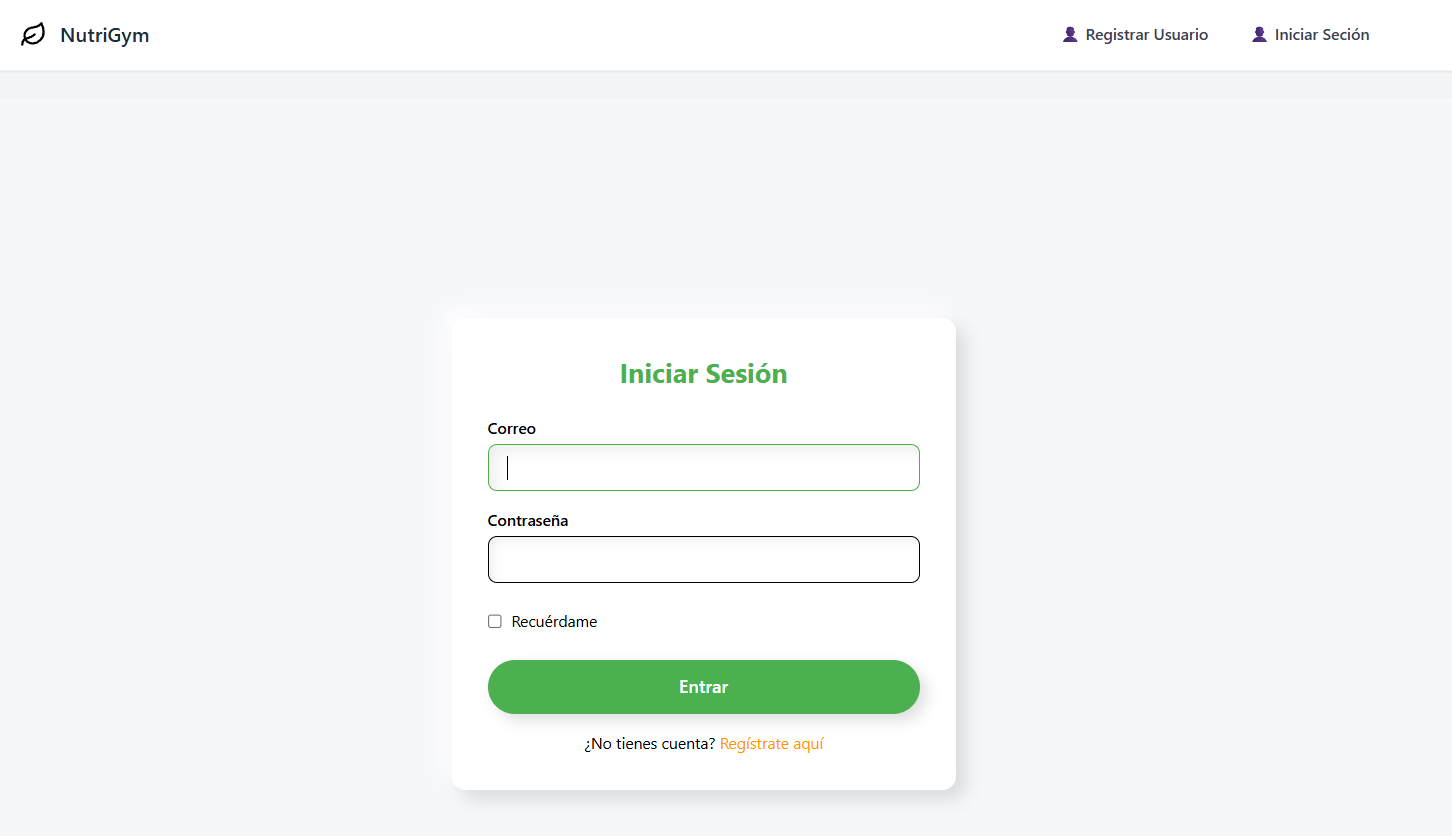 NutriGym
Registrar Usuario
Iniciar Seción
Iniciar Sesión
Correo
Contraseña
Recuérdame
Entrar
¿No tienes cuenta? Regístrate aquí